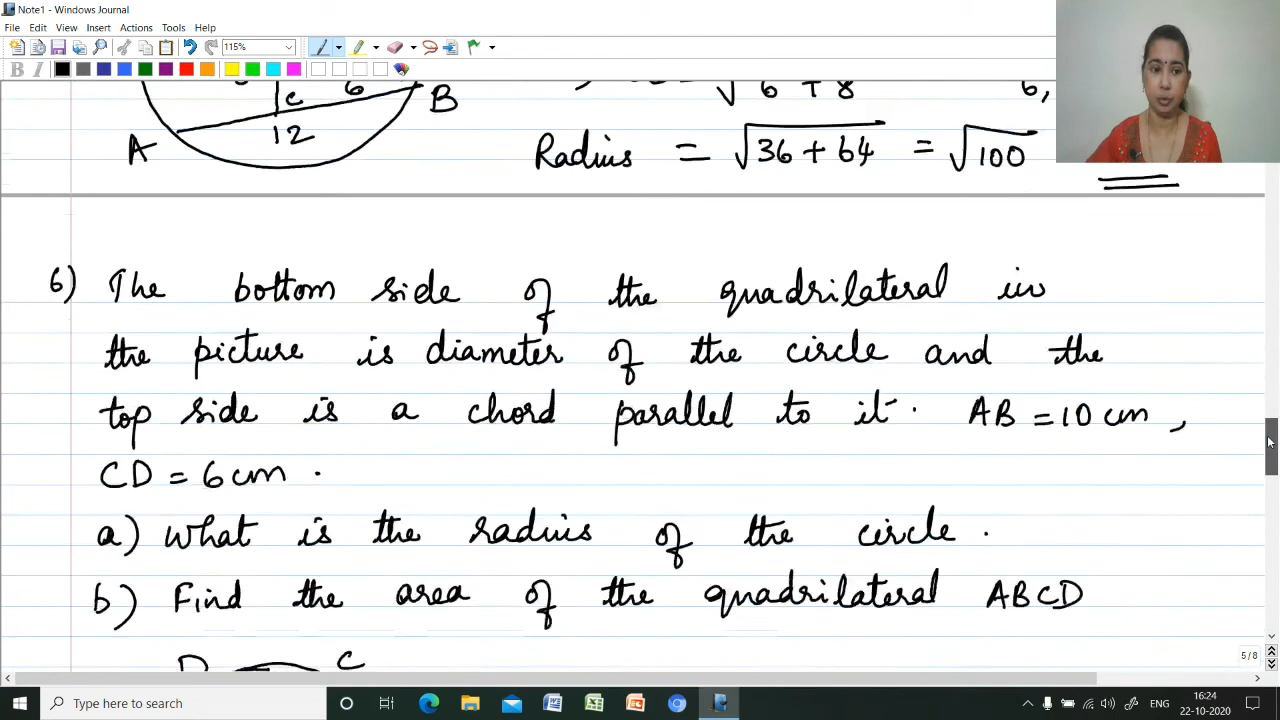 Note1 - Windows Journal
File Edit View Insert Actions Tools Help
115%
B I
c 6 B
A 12
√6 + 8 6,
Radius = √36 + 64 = √100
6) The bottom side of the quadrilateral in
the picture is diameter of the circle and the
top side is a chord parallel to it. AB = 10 cm,
CD = 6 cm.
a) What is the radius of the circle.
b) Find the area of the quadrilateral ABCD
D C
5 / 8
Type here to search
ENG
16:24
22-10-2020